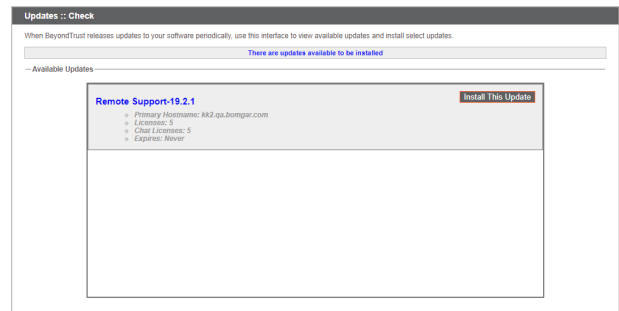 Updates :: Check
When BeyondTrust releases updates to your software periodically, use this interface to view available updates and install select updates.
There are updates available to be installed
Available Updates
Remote Support-19.2.1
Install This Update
Primary Hostname: kk2.qa.bomgar.com
Licenses: 5
Chat Licenses: 5
Expires: Never